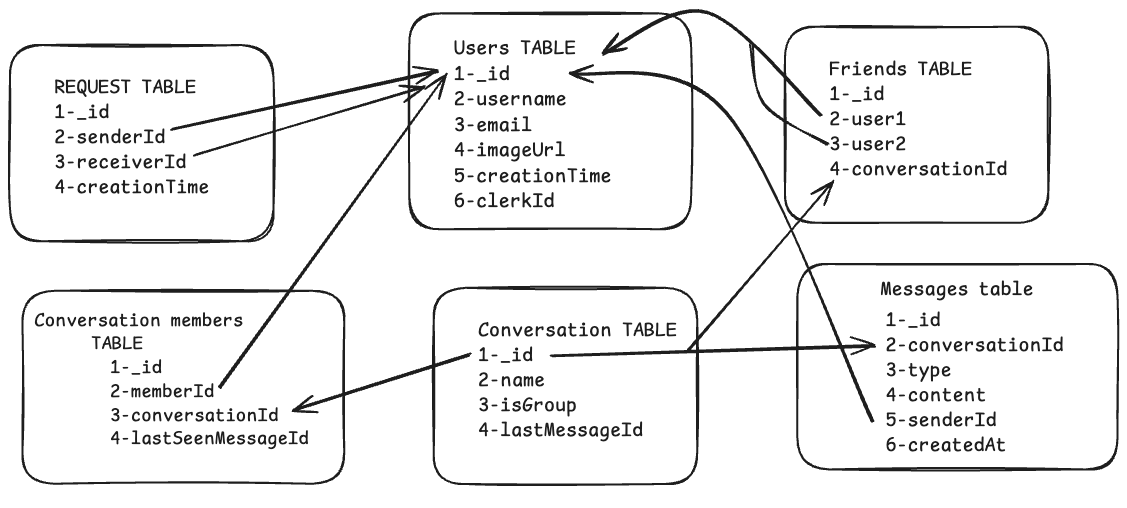 REQUEST TABLE
1-_id
2-senderId
3-receiverId
4-creationTime
Users TABLE
1-_id
2-username
3-email
4-imageUrl
5-creationTime
6-clerkId
Friends TABLE
1-_id
2-user1
3-user2
4-conversationId
Conversation members
TABLE
1-_id
2-memberId
3-conversationId
4-lastSeenMessageId
Conversation TABLE
1-_id
2-name
3-isGroup
4-lastMessageId
Messages table
1-_id
2-conversationId
3-type
4-content
5-senderId
6-createdAt